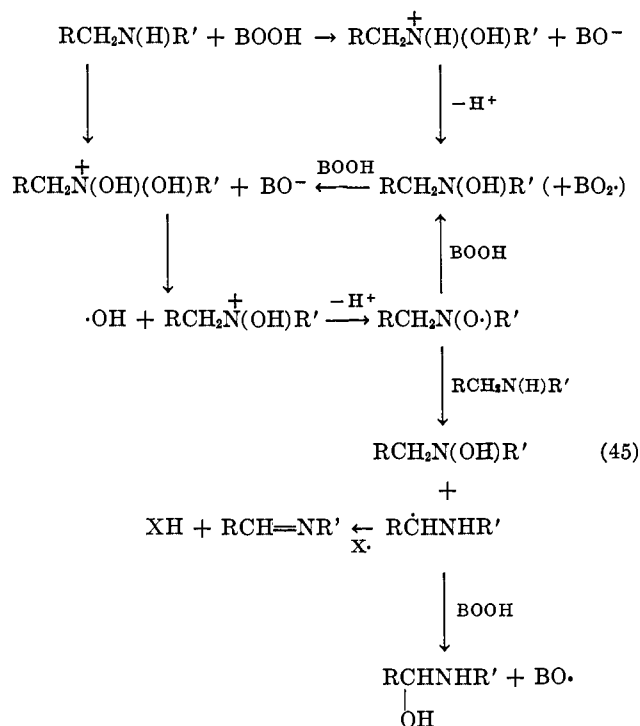 RCH₂N(H)R′ + BOOH → RCH₂N⁺(H)(OH)R′ + BO⁻
−H⁺
RCH₂N⁺(OH)(OH)R′ + BO⁻ ←BOOH RCH₂N(OH)R′ (+BO₂·)
BOOH
·OH + RCH₂N⁺(OH)R′ −H⁺→ RCH₂N(O·)R′
RCH₂N(H)R′
RCH₂N(OH)R′ (45)
+
XH + RCH=NR′ ←X· RĊHNHR′
BOOH
RCHNHR′ + BO·
OH